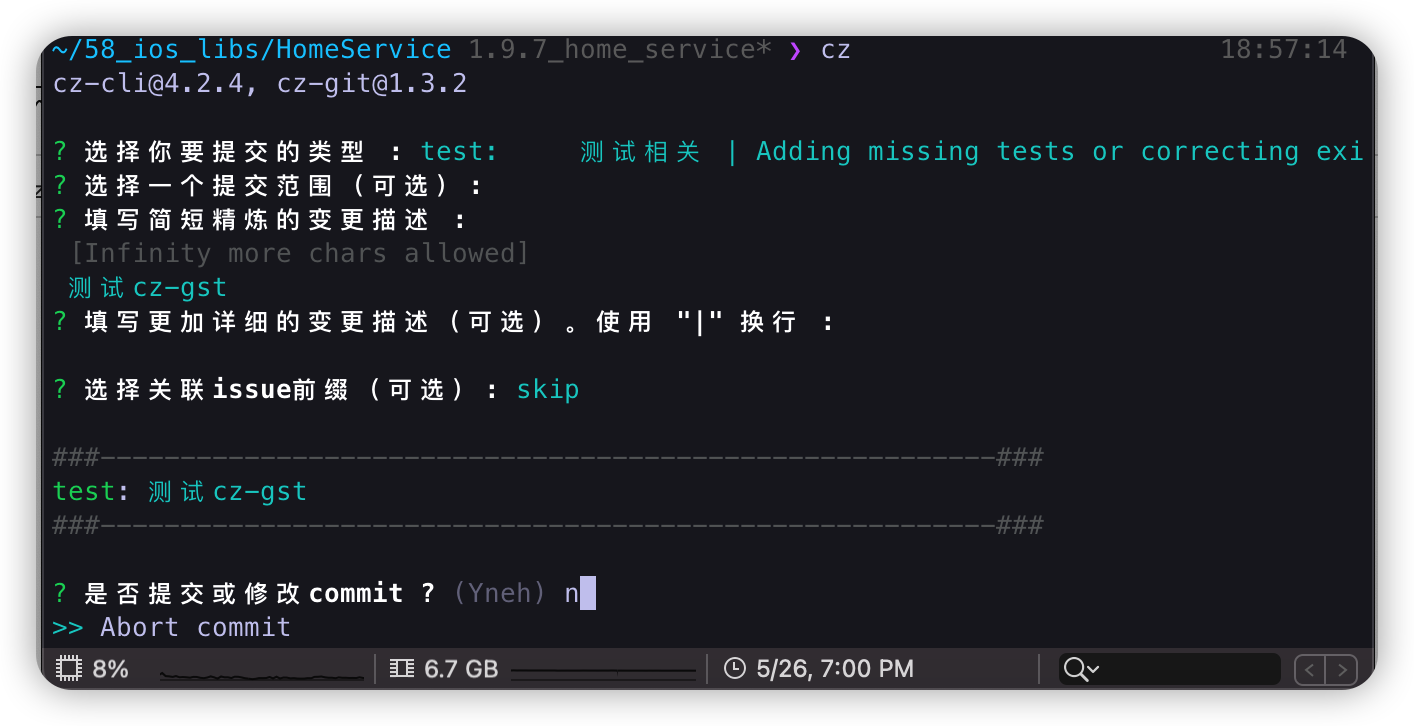 ~/58_ios_libs/HomeService 1.9.7_home_service* ❯ cz 18:57:14
cz-cli@4.2.4, cz-git@1.3.2
? 选择你要提交的类型 : test: 测试相关 | Adding missing tests or correcting exi
? 选择一个提交范围（可选）:
? 填写简短精炼的变更描述 :
[Infinity more chars allowed]
测试cz-gst
? 填写更加详细的变更描述（可选）。使用 "|" 换行 :
? 选择关联issue前缀（可选）: skip
###--------------------------------------------------------###
test: 测试cz-gst
###--------------------------------------------------------###
? 是否提交或修改commit ? (Yneh) n
>> Abort commit
8% 6.7 GB 5/26, 7:00 PM